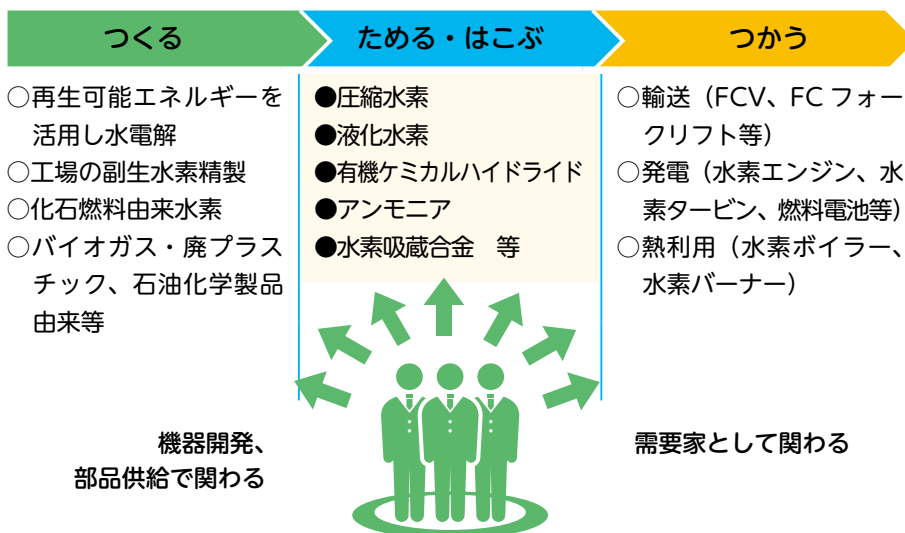 つくる
ためる・はこぶ
つかう
○再生可能エネルギーを
活用し水電解
○工場の副生水素精製
○化石燃料由来水素
○バイオガス・廃プラス
チック、石油化学製品
由来等
●圧縮水素
●液化水素
●有機ケミカルハイドライド
●アンモニア
●水素吸蔵合金　等
○輸送（FCV、FC フォー
クリフト等）
○発電（水素エンジン、水
素タービン、燃料電池等）
○熱利用（水素ボイラー、
水素バーナー）
機器開発、
部品供給で関わる
需要家として関わる